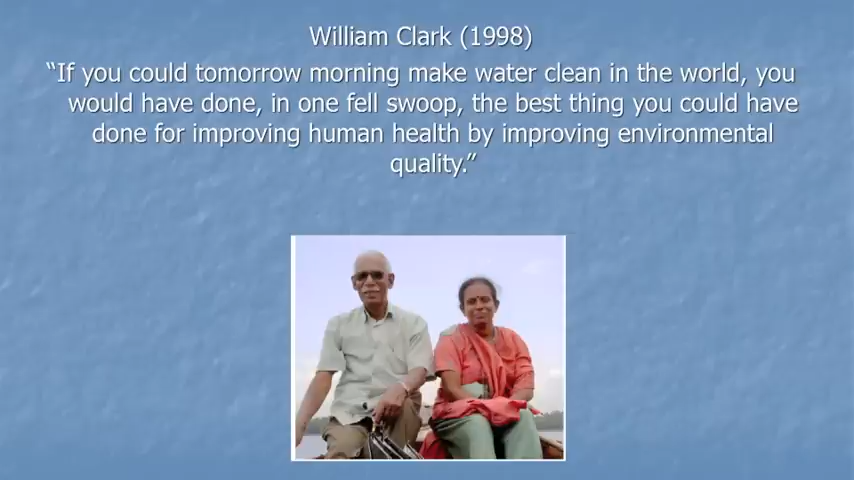 William Clark (1998)
“If you could tomorrow morning make water clean in the world, you
would have done, in one fell swoop, the best thing you could have
done for improving human health by improving environmental
quality.”